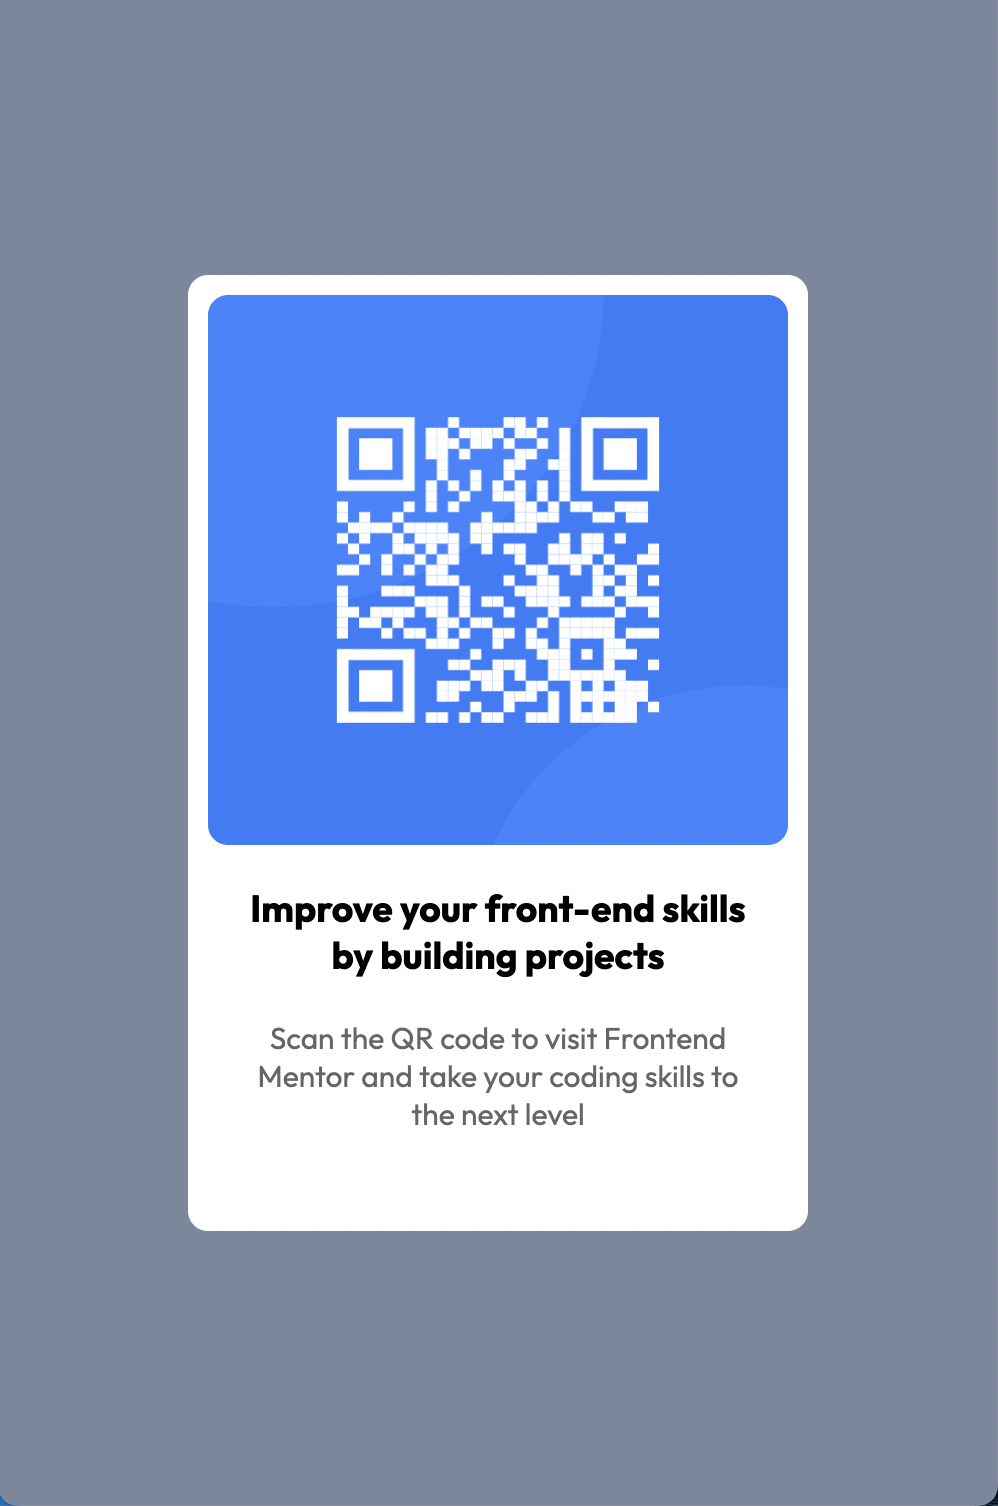 Improve your front-end skills
by building projects
Scan the QR code to visit Frontend
Mentor and take your coding skills to
the next level